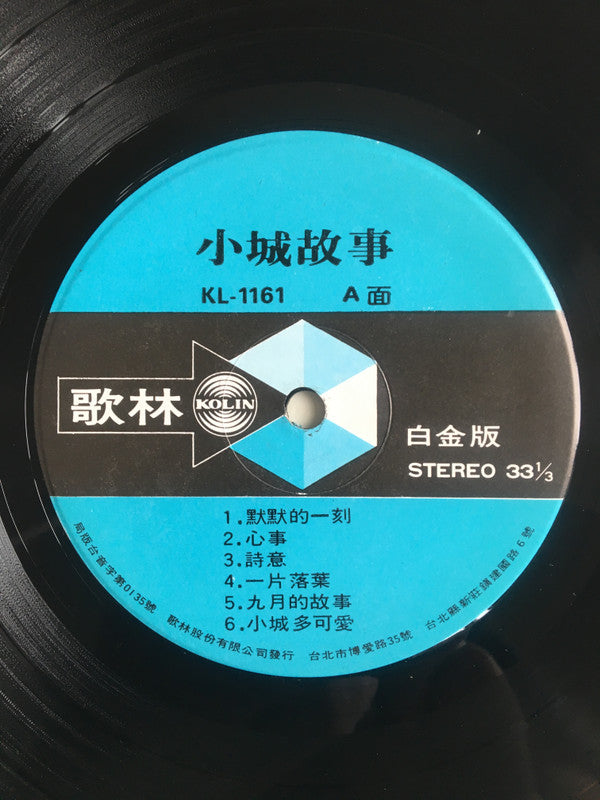 小城故事
KL-1161 A面
歌林 KOLIN
白金版
STEREO 33⅓
1.默默的一刻
2.心事
3.詩意
4.一片落葉
5.九月的故事
6.小城多可愛
局版台音字第0135號 歌林股份有限公司發行 台北市博愛路35號 台北縣新莊鎮建國路6號